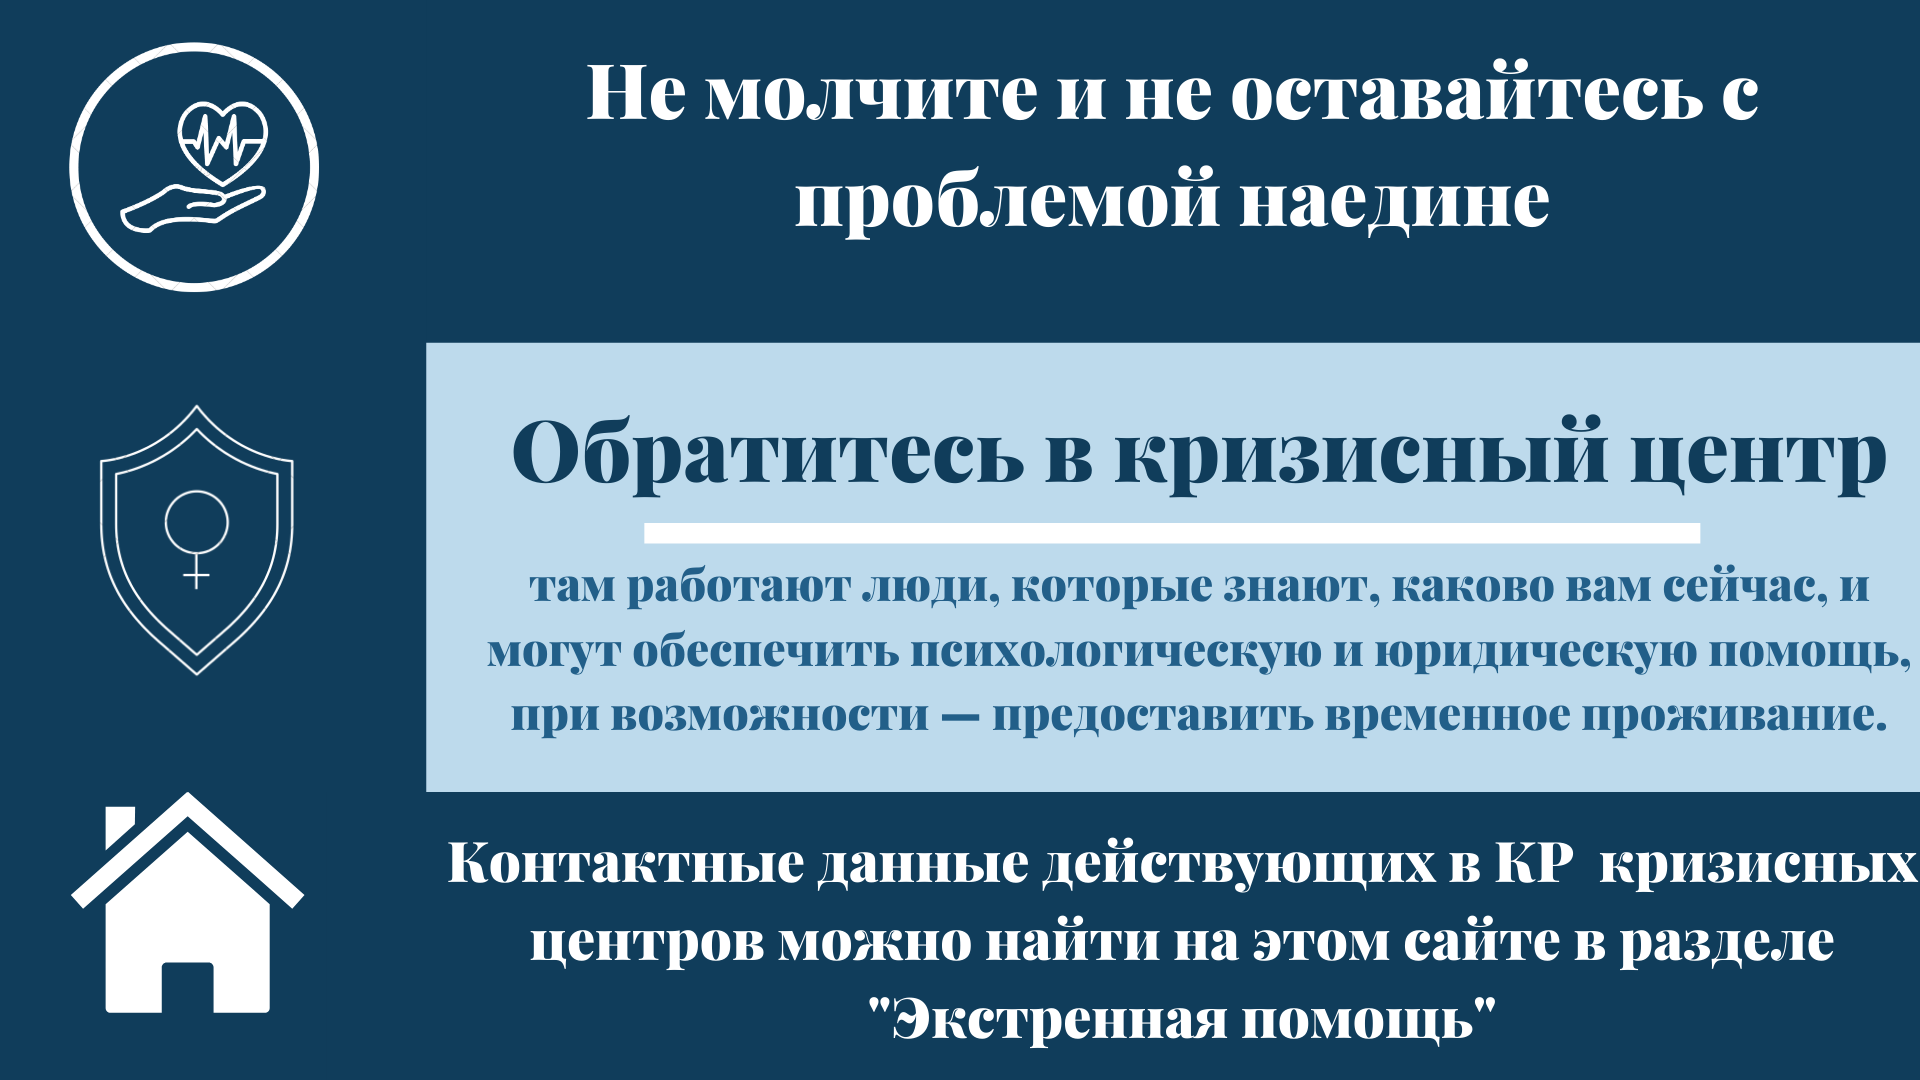 Не молчите и не оставайтесь с
проблемой наедине
Обратитесь в кризисный центр
там работают люди, которые знают, каково вам сейчас, и
могут обеспечить психологическую и юридическую помощь,
при возможности — предоставить временное проживание.
Контактные данные действующих в КР  кризисных
центров можно найти на этом сайте в разделе
"Экстренная помощь"